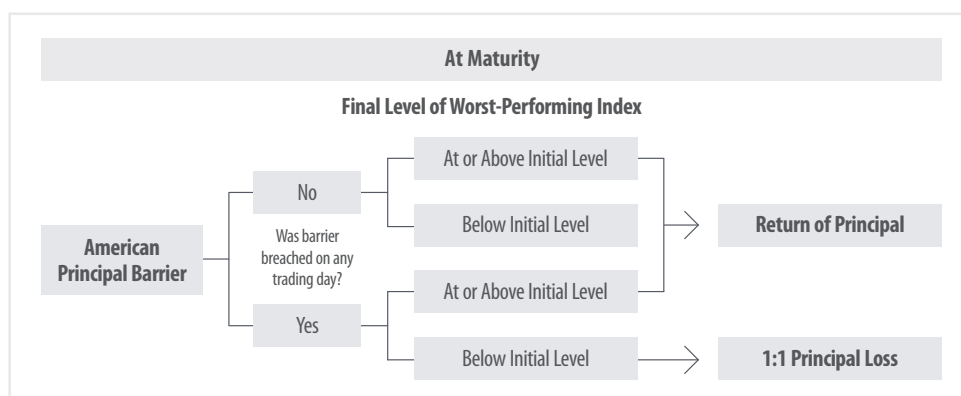 At Maturity
Final Level of Worst-Performing Index
American
Principal Barrier
No
Was barrier
breached on any
trading day?
Yes
At or Above Initial Level
Below Initial Level
At or Above Initial Level
Below Initial Level
Return of Principal
1:1 Principal Loss